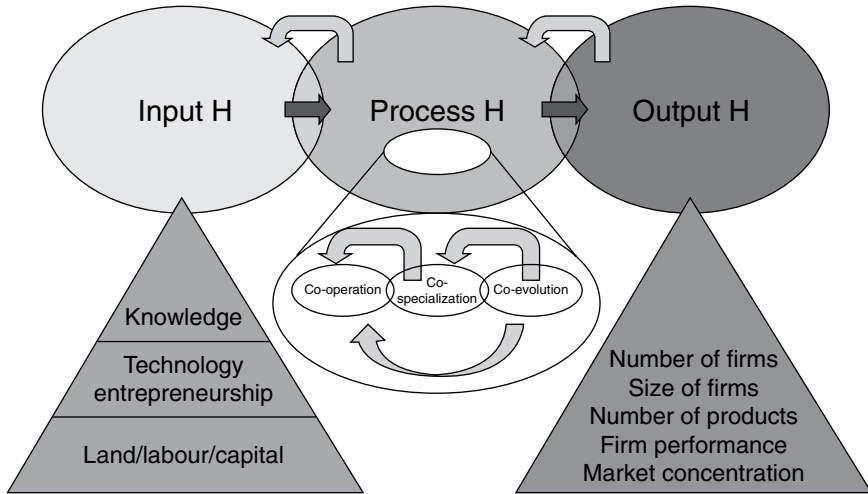 Input H
Process H
Output H
Co-operation
Co-
specialization
Co-evolution
Knowledge
Technology
entrepreneurship
Land/labour/capital
Number of firms
Size of firms
Number of products
Firm performance
Market concentration